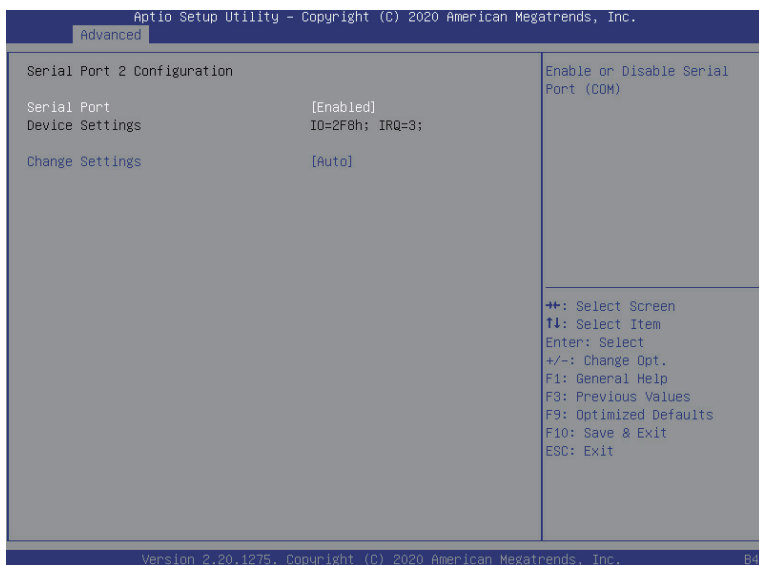 Aptio Setup Utility – Copyright (C) 2020 American Megatrends, Inc.
Advanced
Serial Port 2 Configuration
Serial Port [Enabled]
Device Settings IO=2F8h; IRQ=3;
Change Settings [Auto]
Enable or Disable Serial
Port (COM)
→←: Select Screen
↑↓: Select Item
Enter: Select
+/-: Change Opt.
F1: General Help
F3: Previous Values
F9: Optimized Defaults
F10: Save & Exit
ESC: Exit
Version 2.20.1275. Copyright (C) 2020 American Megatrends, Inc.
B4